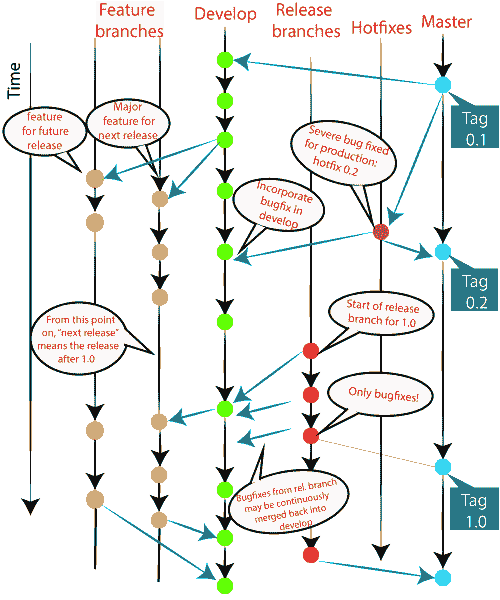 Feature
branches
Develop
Release
branches
Hotfixes
Master
Time
feature
for future
release
Major
feature for
next release
Tag
0.1
Severe bug fixed
for production:
hotfix 0.2
Incorporate
bugfix in
develop
Tag
0.2
From this point
on, "next release"
means the release
after 1.0
Start of release
branch for 1.0
Only bugfixes!
Bugfixes from rel. branch
may be continuously
merged back into
develop
Tag
1.0